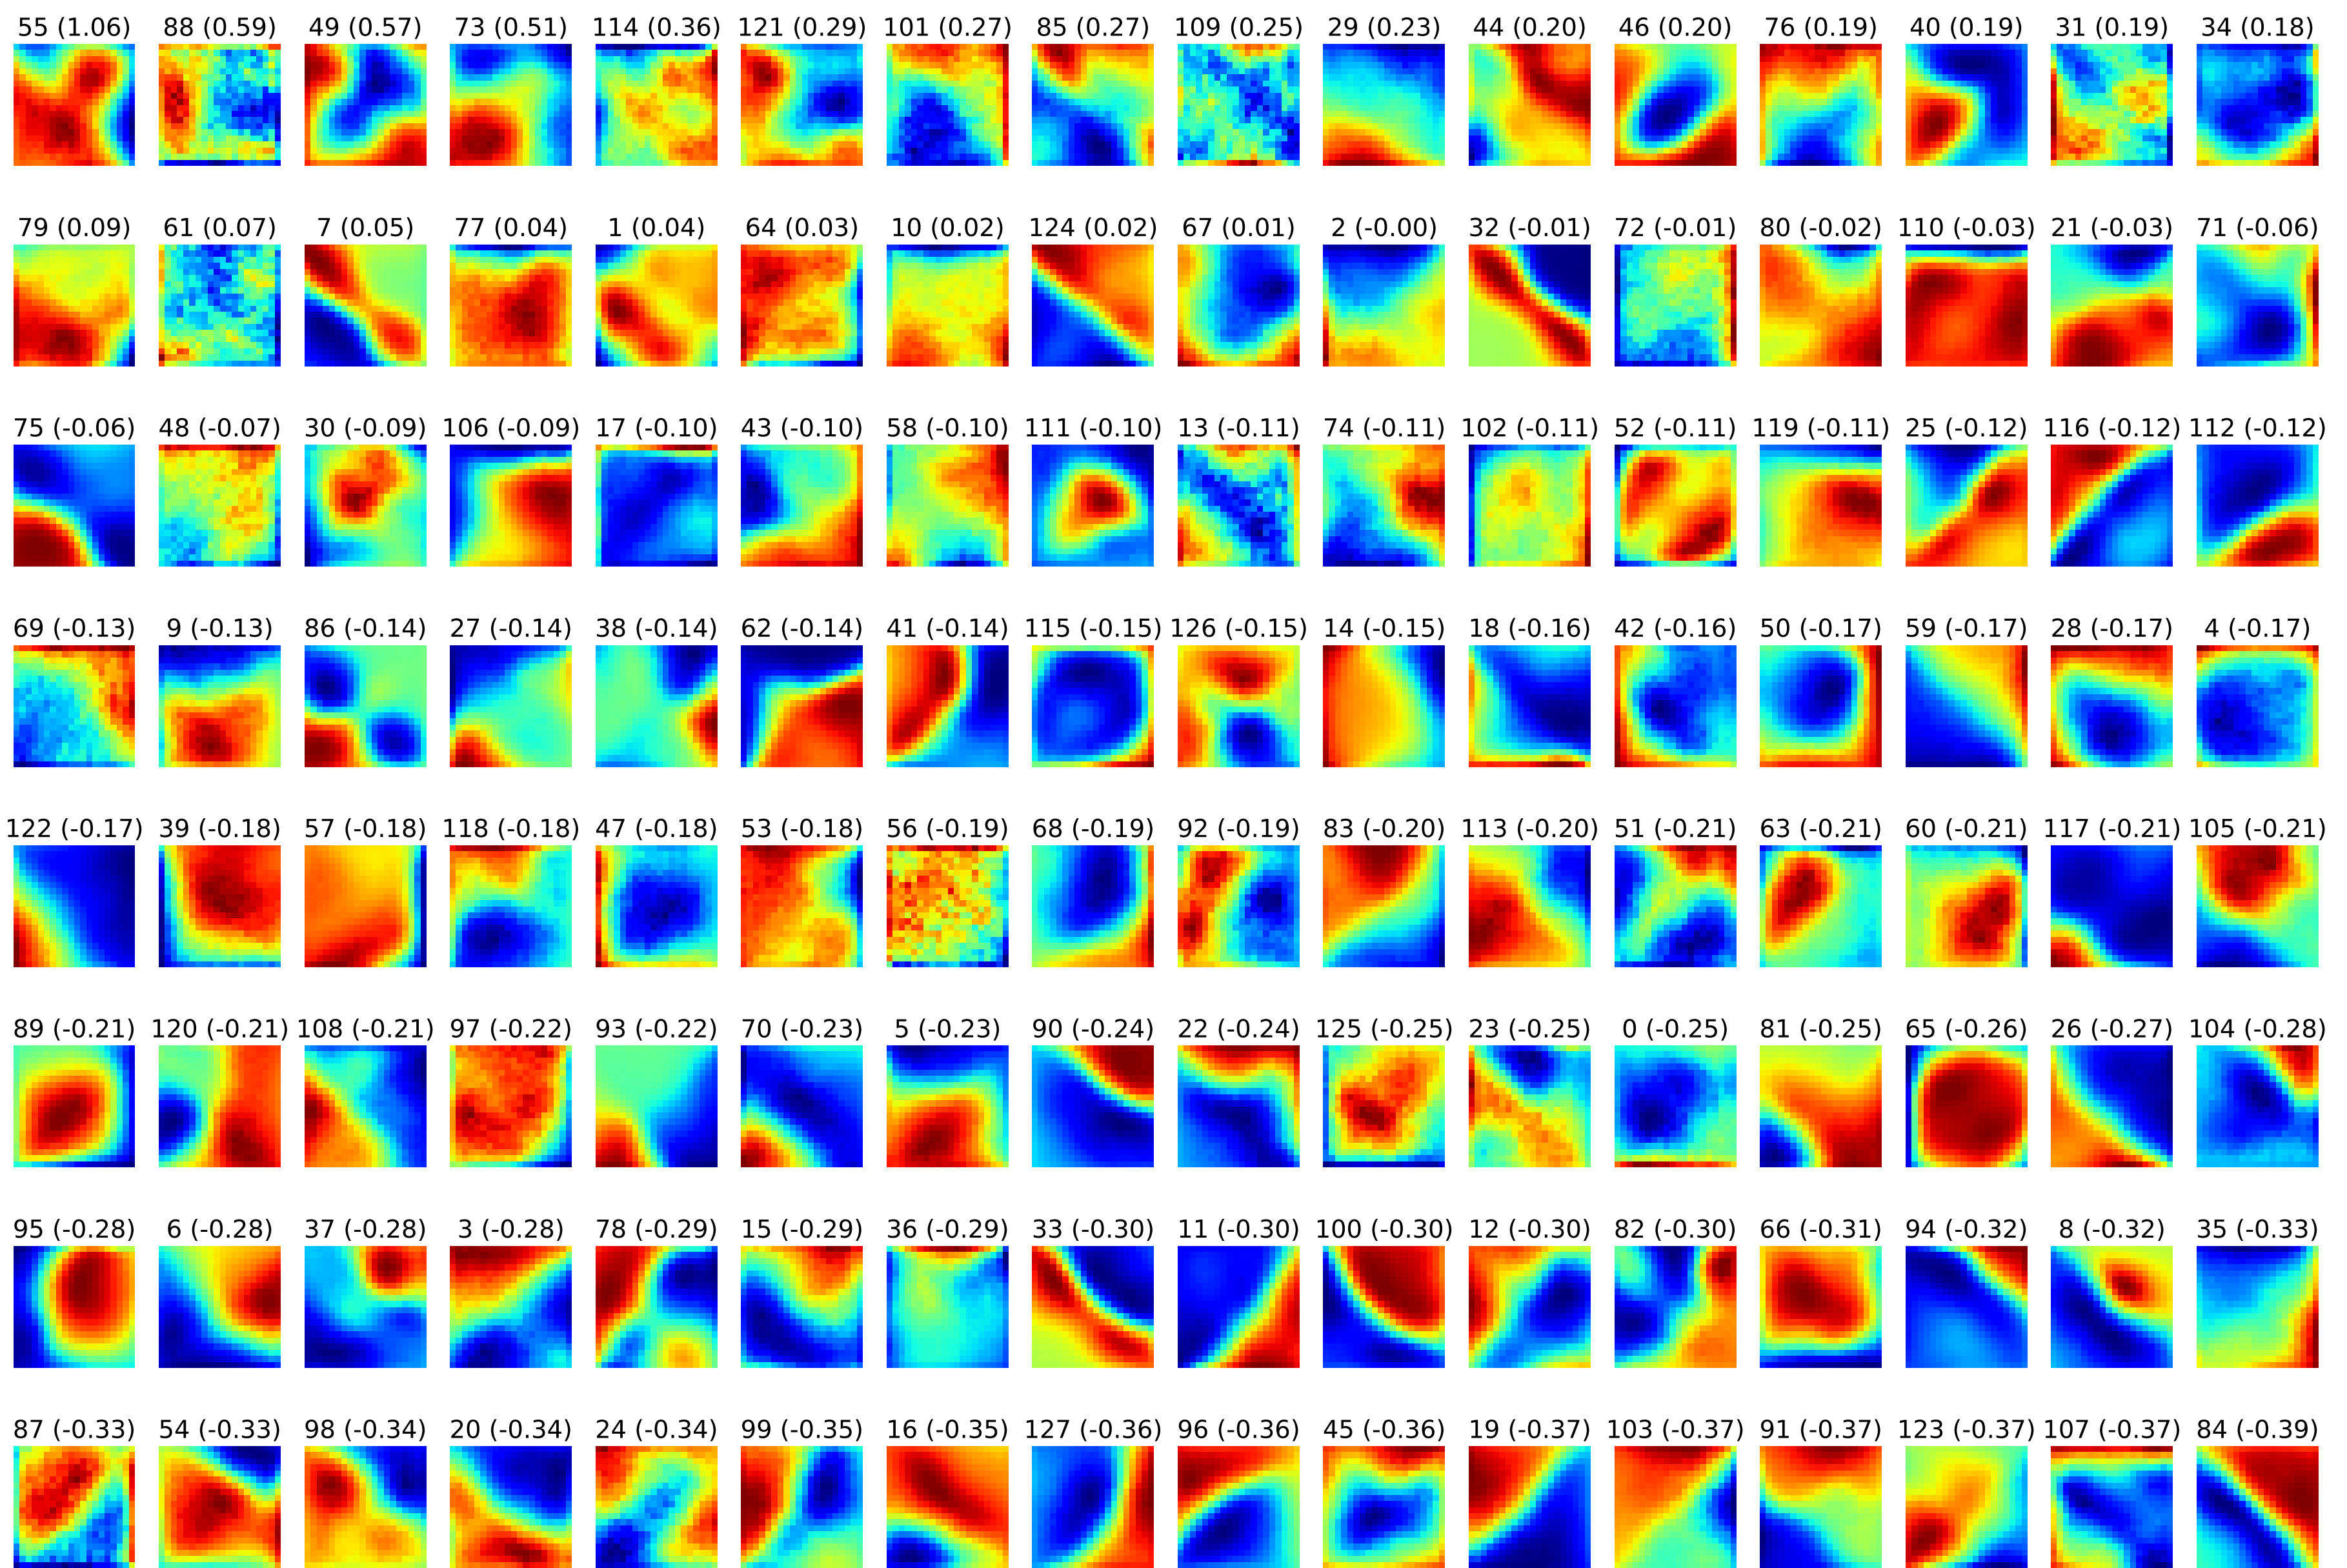 55 (1.06) 88 (0.59) 49 (0.57) 73 (0.51) 114 (0.36) 121 (0.29) 101 (0.27) 85 (0.27) 109 (0.25) 29 (0.23) 44 (0.20) 46 (0.20) 76 (0.19) 40 (0.19) 31 (0.19) 34 (0.18)
79 (0.09) 61 (0.07) 7 (0.05) 77 (0.04) 1 (0.04) 64 (0.03) 10 (0.02) 124 (0.02) 67 (0.01) 2 (-0.00) 32 (-0.01) 72 (-0.01) 80 (-0.02) 110 (-0.03) 21 (-0.03) 71 (-0.06)
75 (-0.06) 48 (-0.07) 30 (-0.09) 106 (-0.09) 17 (-0.10) 43 (-0.10) 58 (-0.10) 111 (-0.10) 13 (-0.11) 74 (-0.11) 102 (-0.11) 52 (-0.11) 119 (-0.11) 25 (-0.12) 116 (-0.12) 112 (-0.12)
69 (-0.13) 9 (-0.13) 86 (-0.14) 27 (-0.14) 38 (-0.14) 62 (-0.14) 41 (-0.14) 115 (-0.15) 126 (-0.15) 14 (-0.15) 18 (-0.16) 42 (-0.16) 50 (-0.17) 59 (-0.17) 28 (-0.17) 4 (-0.17)
122 (-0.17) 39 (-0.18) 57 (-0.18) 118 (-0.18) 47 (-0.18) 53 (-0.18) 56 (-0.19) 68 (-0.19) 92 (-0.19) 83 (-0.20) 113 (-0.20) 51 (-0.21) 63 (-0.21) 60 (-0.21) 117 (-0.21) 105 (-0.21)
89 (-0.21) 120 (-0.21) 108 (-0.21) 97 (-0.22) 93 (-0.22) 70 (-0.23) 5 (-0.23) 90 (-0.24) 22 (-0.24) 125 (-0.25) 23 (-0.25) 0 (-0.25) 81 (-0.25) 65 (-0.26) 26 (-0.27) 104 (-0.28)
95 (-0.28) 6 (-0.28) 37 (-0.28) 3 (-0.28) 78 (-0.29) 15 (-0.29) 36 (-0.29) 33 (-0.30) 11 (-0.30) 100 (-0.30) 12 (-0.30) 82 (-0.30) 66 (-0.31) 94 (-0.32) 8 (-0.32) 35 (-0.33)
87 (-0.33) 54 (-0.33) 98 (-0.34) 20 (-0.34) 24 (-0.34) 99 (-0.35) 16 (-0.35) 127 (-0.36) 96 (-0.36) 45 (-0.36) 19 (-0.37) 103 (-0.37) 91 (-0.37) 123 (-0.37) 107 (-0.37) 84 (-0.39)